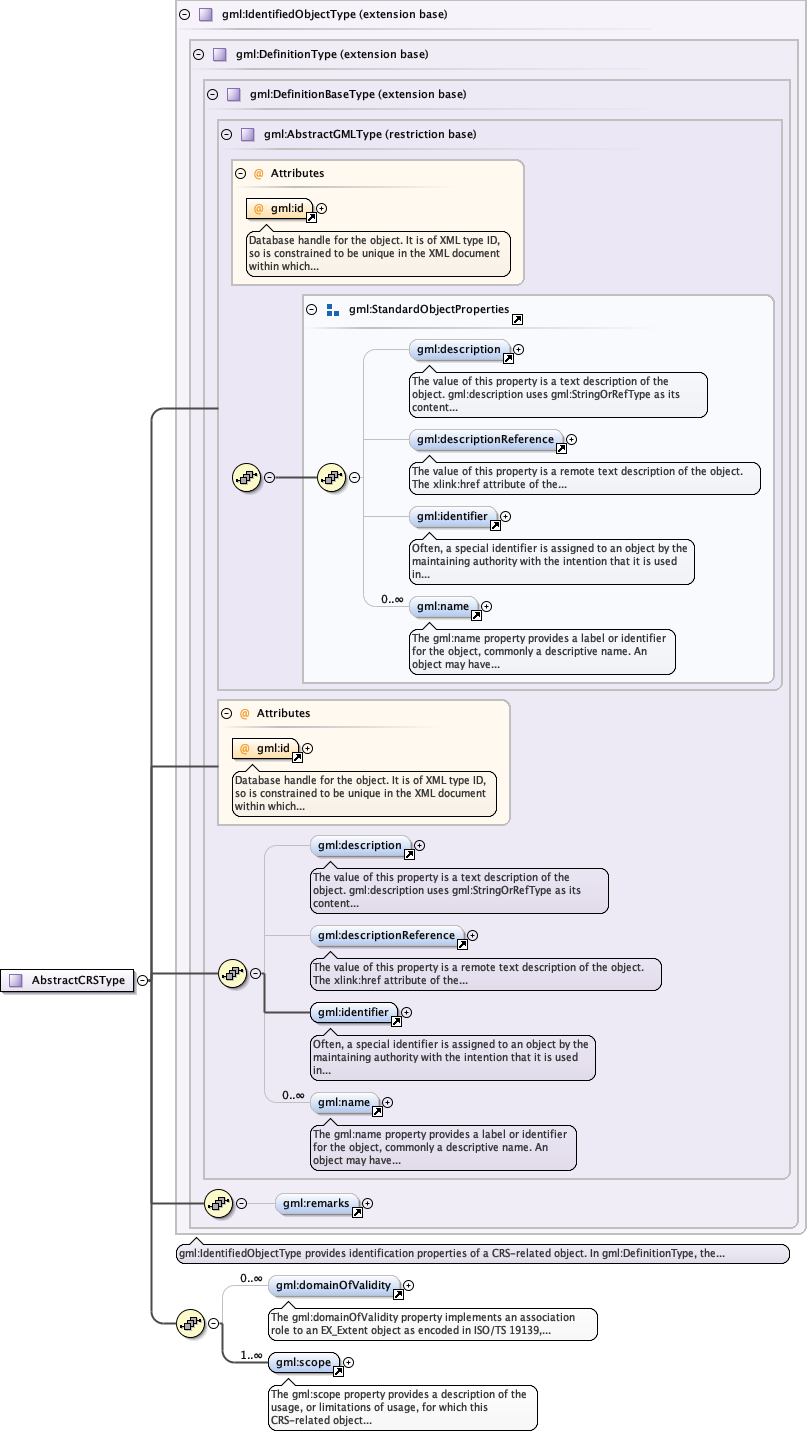 gml:IdentifiedObjectType (extension base)
gml:DefinitionType (extension base)
gml:DefinitionBaseType (extension base)
gml:AbstractGMLType (restriction base)
@ Attributes
@ gml:id
Database handle for the object. It is of XML type ID,
so is constrained to be unique in the XML document
within which...
gml:StandardObjectProperties
gml:description
The value of this property is a text description of the
object. gml:description uses gml:StringOrRefType as its
content...
gml:descriptionReference
The value of this property is a remote text description of the object.
The xlink:href attribute of the...
gml:identifier
Often, a special identifier is assigned to an object by the
maintaining authority with the intention that it is used
in...
0..∞
gml:name
The gml:name property provides a label or identifier
for the object, commonly a descriptive name. An
object may have...
@ Attributes
@ gml:id
Database handle for the object. It is of XML type ID,
so is constrained to be unique in the XML document
within which...
gml:description
The value of this property is a text description of the
object. gml:description uses gml:StringOrRefType as its
content...
gml:descriptionReference
The value of this property is a remote text description of the object.
The xlink:href attribute of the...
AbstractCRSType
gml:identifier
Often, a special identifier is assigned to an object by the
maintaining authority with the intention that it is used
in...
0..∞
gml:name
The gml:name property provides a label or identifier
for the object, commonly a descriptive name. An
object may have...
gml:remarks
gml:IdentifiedObjectType provides identification properties of a CRS-related object. In gml:DefinitionType, the...
0..∞
gml:domainOfValidity
The gml:domainOfValidity property implements an association
role to an EX_Extent object as encoded in ISO/TS 19139,...
1..∞
gml:scope
The gml:scope property provides a description of the
usage, or limitations of usage, for which this
CRS-related object...